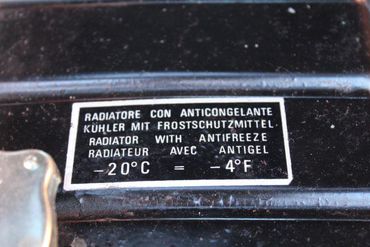 RADIATORE CON ANTICONGELANTE
KÜHLER MIT FROSTSCHUTZMITTEL
RADIATOR WITH ANTIFREEZE
RADIATEUR AVEC ANTIGEL
−20°C = −4°F